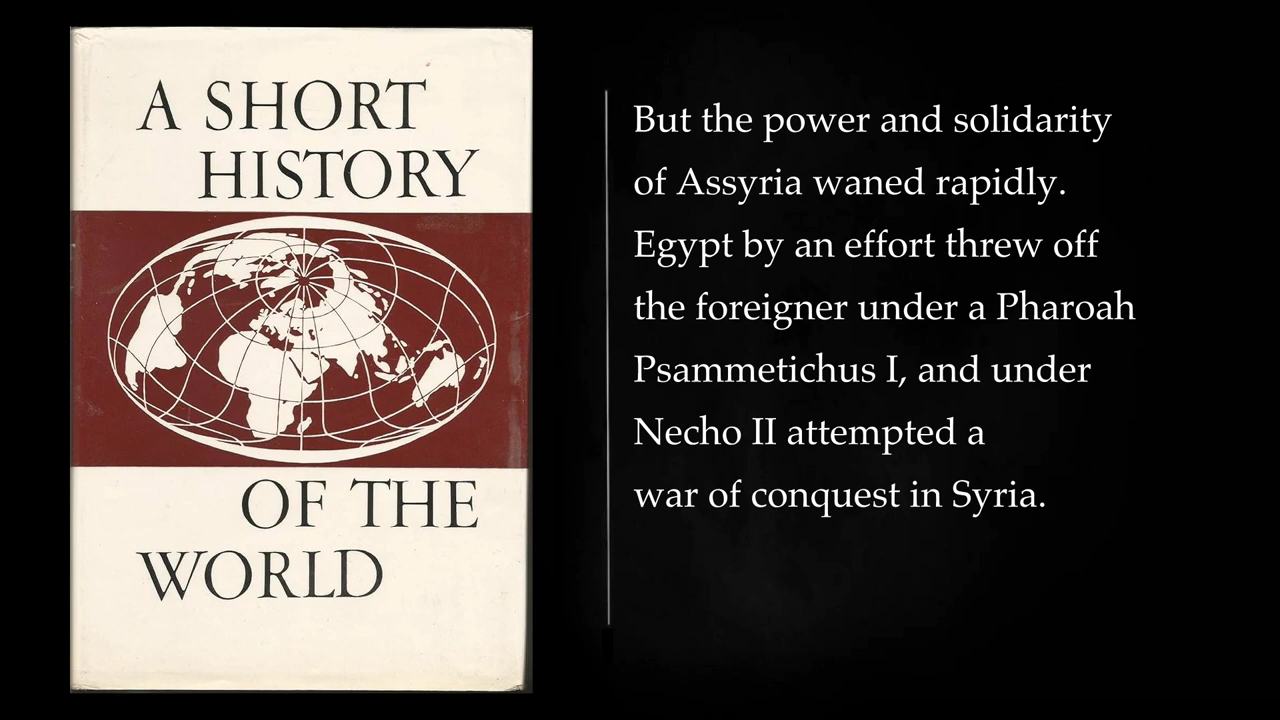 A SHORT
HISTORY
OF THE
WORLD
But the power and solidarity
of Assyria waned rapidly.
Egypt by an effort threw off
the foreigner under a Pharoah
Psammetichus I, and under
Necho II attempted a
war of conquest in Syria.